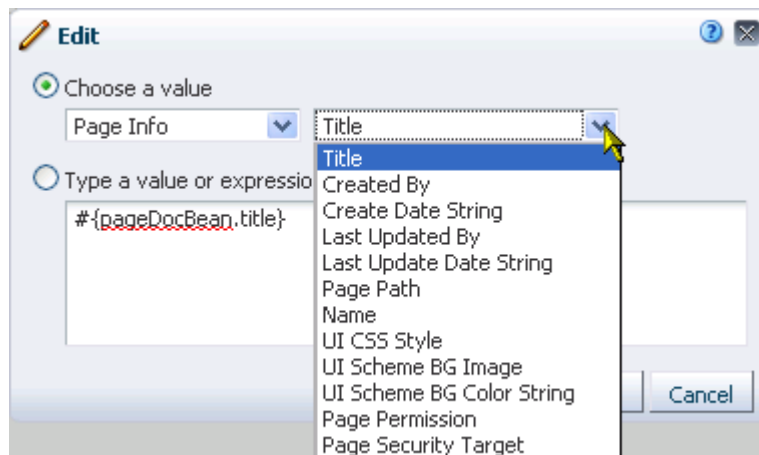 Edit
Choose a value
Page Info
Title
Title
Created By
Type a value or expressio
Create Date String
#{pageDocBean.title}
Last Updated By
Last Update Date String
Page Path
Name
UI CSS Style
UI Scheme BG Image
UI Scheme BG Color String
Cancel
Page Permission
Page Security Target